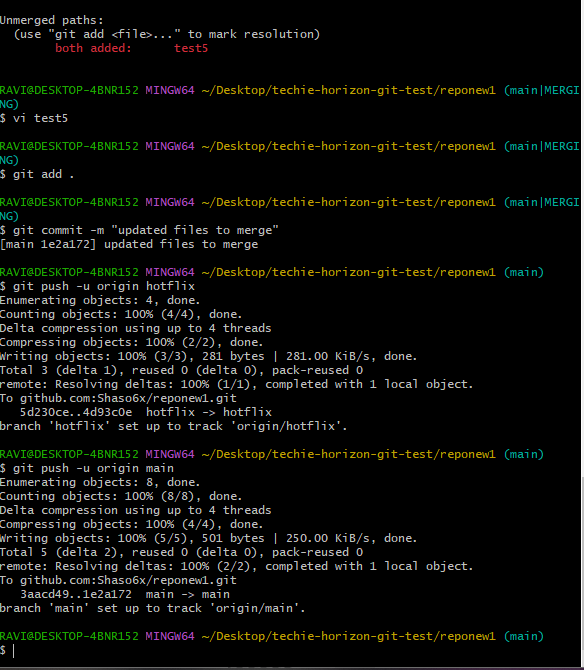 Unmerged paths:
  (use "git add <file>..." to mark resolution)
        both added:      test5
RAVI@DESKTOP-4BNR152 MINGW64 ~/Desktop/techie-horizon-git-test/reponew1 (main|MERGI
NG)
$ vi test5
RAVI@DESKTOP-4BNR152 MINGW64 ~/Desktop/techie-horizon-git-test/reponew1 (main|MERGI
NG)
$ git add .
RAVI@DESKTOP-4BNR152 MINGW64 ~/Desktop/techie-horizon-git-test/reponew1 (main|MERGI
NG)
$ git commit -m "updated files to merge"
[main 1e2a172] updated files to merge
RAVI@DESKTOP-4BNR152 MINGW64 ~/Desktop/techie-horizon-git-test/reponew1 (main)
$ git push -u origin hotflix
Enumerating objects: 4, done.
Counting objects: 100% (4/4), done.
Delta compression using up to 4 threads
Compressing objects: 100% (2/2), done.
Writing objects: 100% (3/3), 281 bytes | 281.00 KiB/s, done.
Total 3 (delta 1), reused 0 (delta 0), pack-reused 0
remote: Resolving deltas: 100% (1/1), completed with 1 local object.
To github.com:Shaso6x/reponew1.git
   5d230ce..4d93c0e  hotflix -> hotflix
branch 'hotflix' set up to track 'origin/hotflix'.
RAVI@DESKTOP-4BNR152 MINGW64 ~/Desktop/techie-horizon-git-test/reponew1 (main)
$ git push -u origin main
Enumerating objects: 8, done.
Counting objects: 100% (8/8), done.
Delta compression using up to 4 threads
Compressing objects: 100% (4/4), done.
Writing objects: 100% (5/5), 501 bytes | 250.00 KiB/s, done.
Total 5 (delta 2), reused 0 (delta 0), pack-reused 0
remote: Resolving deltas: 100% (2/2), completed with 1 local object.
To github.com:Shaso6x/reponew1.git
   3aacd49..1e2a172  main -> main
branch 'main' set up to track 'origin/main'.
RAVI@DESKTOP-4BNR152 MINGW64 ~/Desktop/techie-horizon-git-test/reponew1 (main)
$